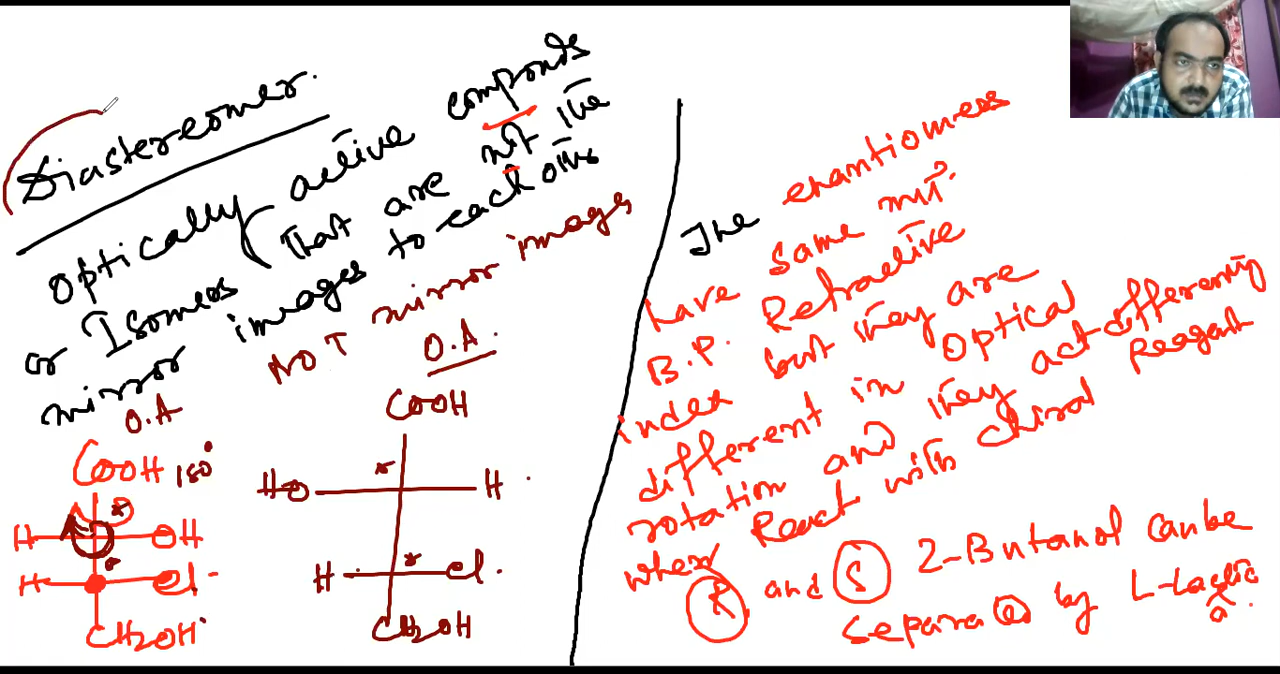 Diastereomer.
Optically active compounds
or Isomers that are not the
mirror images to each other
NOT mirror images
O.A
O.A.
COOH 180°
H * OH
H * Cl
CH2OH
COOH
HO * H
H * Cl
CH2OH
The enantiomers
have same mit.
B.P. Refractive
index but they are
different in Optical
rotation and they act differently
when React with chiral Reagent
R and S 2-Butanol can be
separated by L-Lactic
a.